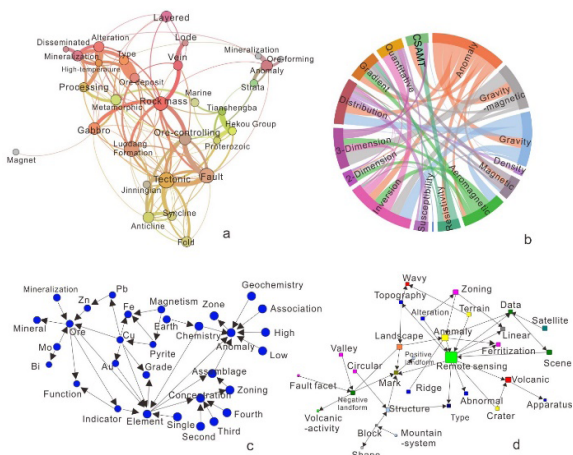 Layered
Disseminated
Alteration
Lode
Mineralization
Type
Vein
Mineralization
Ore-forming
High-temperature
Ore-deposit
Anomaly
Strata
Processing
Marine
Metamorphic
Rock mass
Tianshengba
Gabbro
Hekou Group
Luodang
Formation
Ore-controlling
Proterozoic
Magnet
Tectonic
Fault
Jinningian
Syncline
Anticline
Fold
a
CSAMT
Quantitative
Anomaly
Gradient
Gravity
-magnetic
Distribution
Gravity
3-Dimension
Density
2-Dimension
Magnetic
Inversion
Aeromagnetic
Susceptibility
Resistivity
b
Mineralization
Pb
Geochemistry
Zn
Fe
Magnetism
Zone
Association
Mineral
Ore
Earth
Chemistry
High
Mo
Cu
Anomaly
Bi
Pyrite
Low
Au
Grade
Assemblage
Function
Zoning
Concentration
Indicator
Element
Fourth
Single
Third
Second
c
Wavy
Zoning
Topography
Data
Alteration
Terrain
Satellite
Anomaly
Linear
Landscape
Valley
Positive
landform
Ferritization
Circular
Remote sensing
Scene
Mark
Fault facet
Ridge
Volcanic
Negative
landform
Abnormal
Apparatus
Volcanic
-activity
Structure
Type
Crater
Block
Mountain
-system
Shape
d